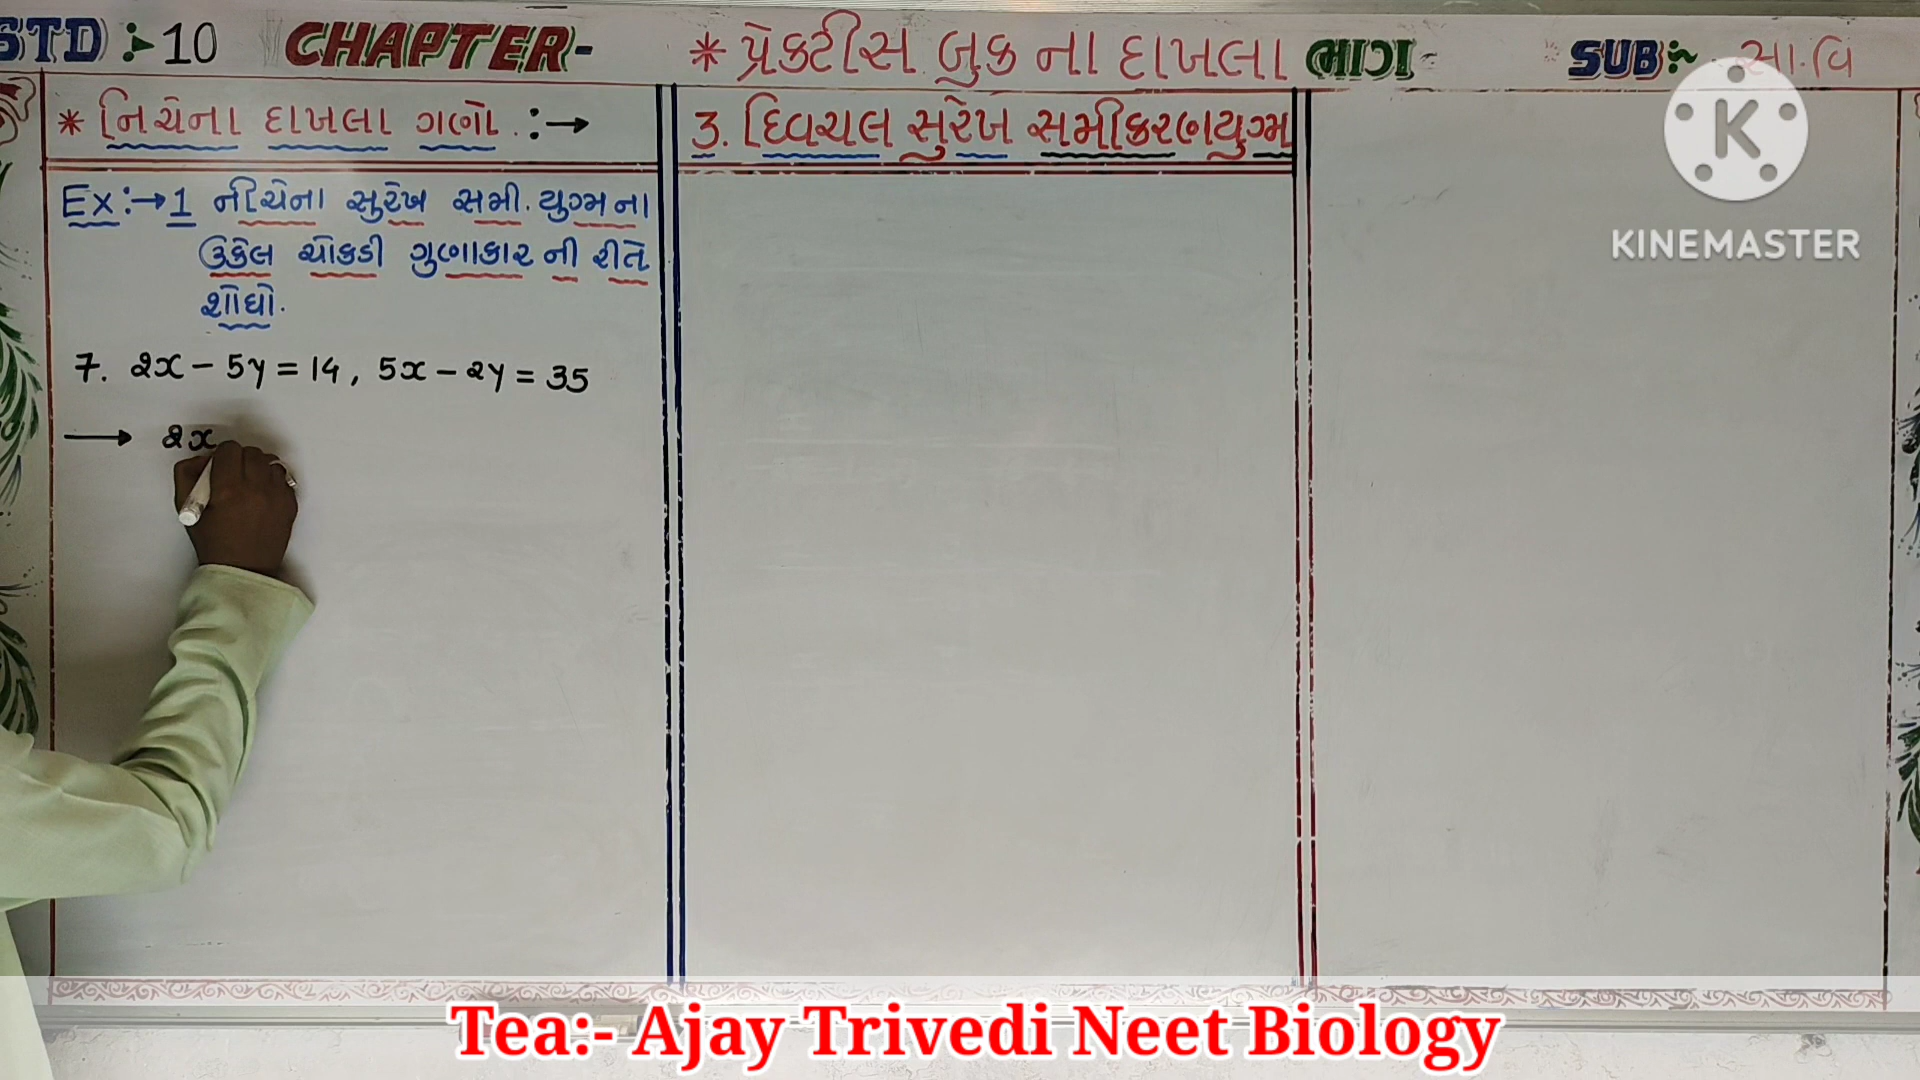 STD :- 10 CHAPTER- * પ્રેક્ટીસ બુક ના દાખલા ભાગ- SUB:~ સા.વિ
* નિચેના દાખલા ગણો :→
3. દ્વિચલ સુરેખ સમીકરણયુગ્મ
Ex:→ 1 નીચેના સુરેખ સમી. યુગ્મના
ઉકેલ ચોકડી ગુણાકાર ની રીતે
શોધો.
7. 2x - 5y = 14, 5x - 2y = 35
→ 2x
K
KINEMASTER
Tea:- Ajay Trivedi Neet Biology